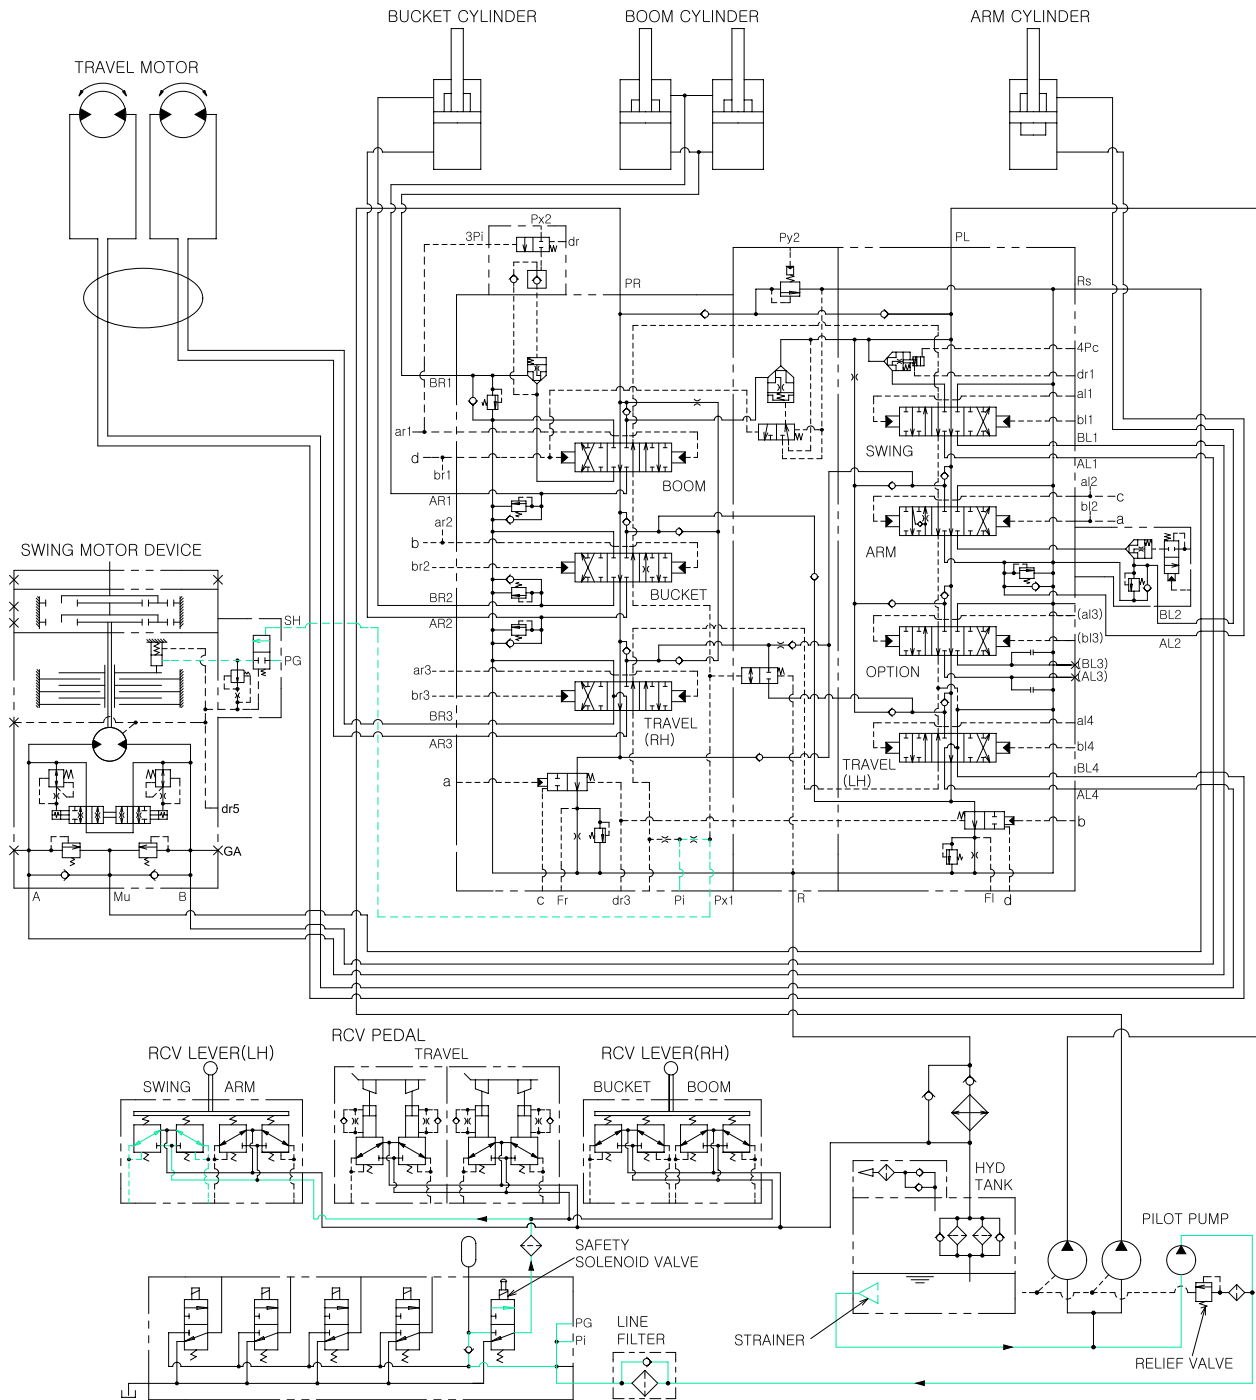 BUCKET CYLINDER
BOOM CYLINDER
ARM CYLINDER
TRAVEL MOTOR
Px2
3Pi
dr
Py2
PL
PR
Rs
4Pc
dr1
BR1
al1
ar1
bl1
SWING
BL1
d
br1
BOOM
AL1
AR1
al2
c
ar2
bl2
a
SWING MOTOR DEVICE
b
ARM
br2
BUCKET
BR2
BL2
SH
AR2
(al3)
AL2
PG
(bl3)
ar3
OPTION
(BL3)
(AL3)
br3
BR3
TRAVEL
(RH)
al4
AR3
bl4
TRAVEL
(LH)
BL4
a
AL4
dr5
b
GA
A
Mu
B
c
Fr
dr3
Pi
Px1
R
Fl
d
RCV PEDAL
RCV LEVER(LH)
TRAVEL
RCV LEVER(RH)
SWING
ARM
BUCKET
BOOM
HYD
TANK
PILOT PUMP
SAFETY
SOLENOID VALVE
PG
Pi
LINE
FILTER
STRAINER
RELIEF VALVE